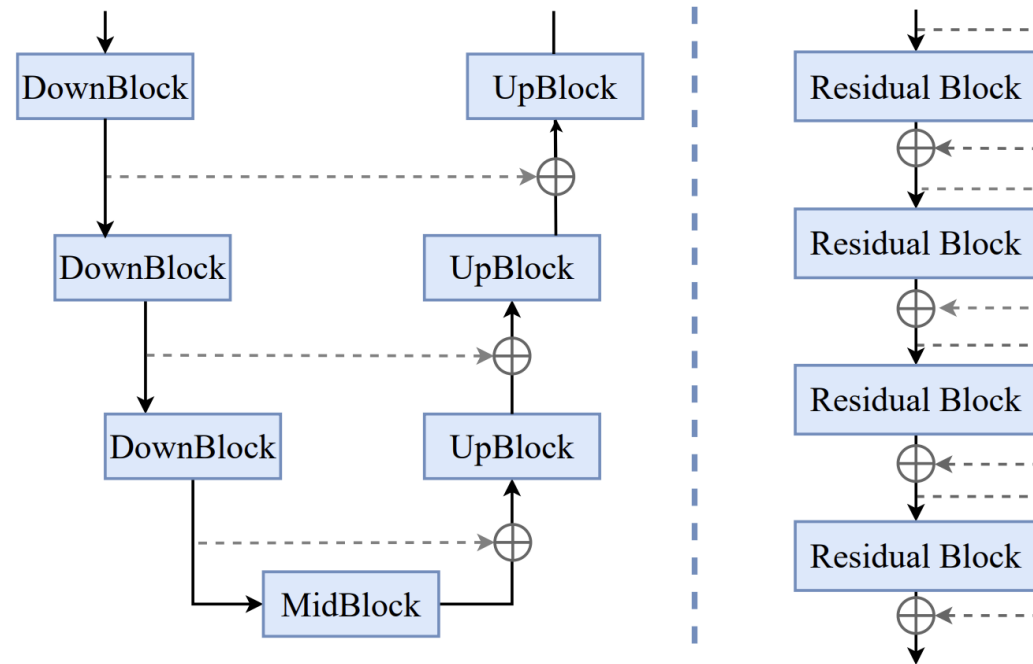 DownBlock
UpBlock
DownBlock
UpBlock
DownBlock
UpBlock
MidBlock
Residual Block
Residual Block
Residual Block
Residual Block